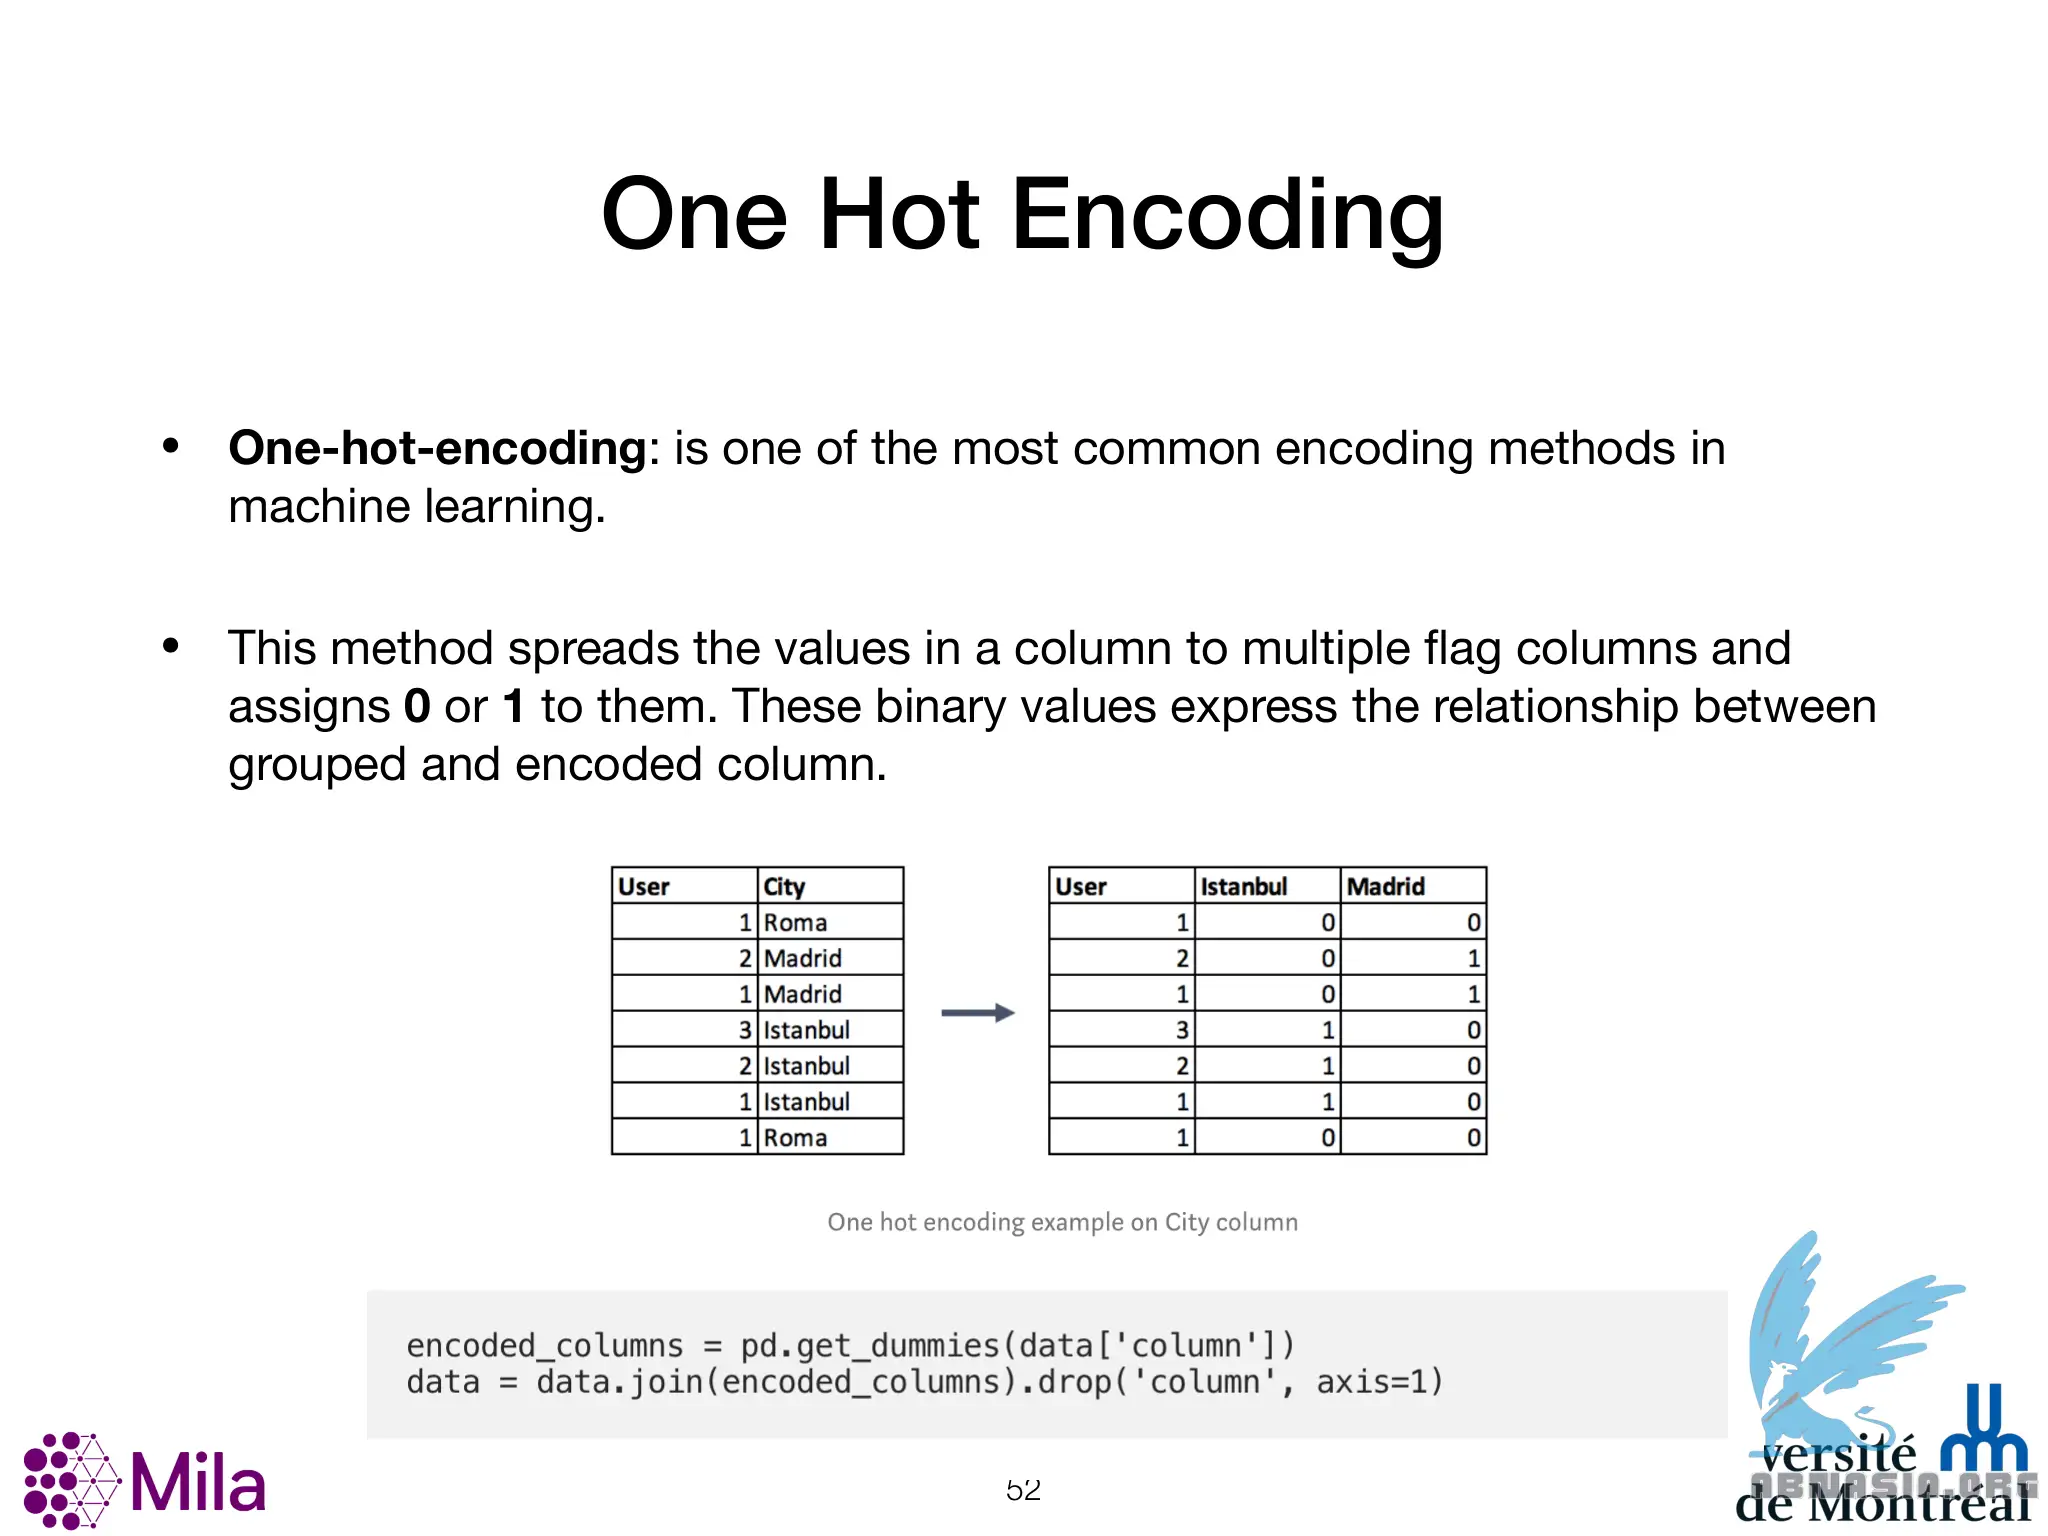 One Hot Encoding
• One-hot-encoding: is one of the most common encoding methods in
machine learning.
• This method spreads the values in a column to multiple flag columns and
assigns 0 or 1 to them. These binary values express the relationship between
grouped and encoded column.
User City
1 Roma
2 Madrid
1 Madrid
3 Istanbul
2 Istanbul
1 Istanbul
1 Roma
User Istanbul Madrid
1 0 0
2 0 1
1 0 1
3 1 0
2 1 0
1 1 0
1 0 0
One hot encoding example on City column
encoded_columns = pd.get_dummies(data['column'])
data = data.join(encoded_columns).drop('column', axis=1)
Mila
52
versité
de Montréal
ABNASIA.ORG